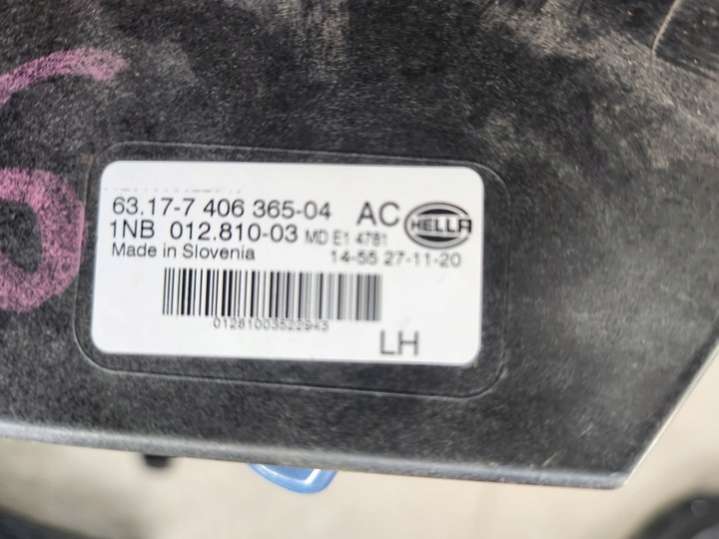 63.17-7 406 365-04 AC HELLA
1NB 012.810-03 MD E1 4781
Made in Slovenia 14-55 27-11-20
01281003522943
LH